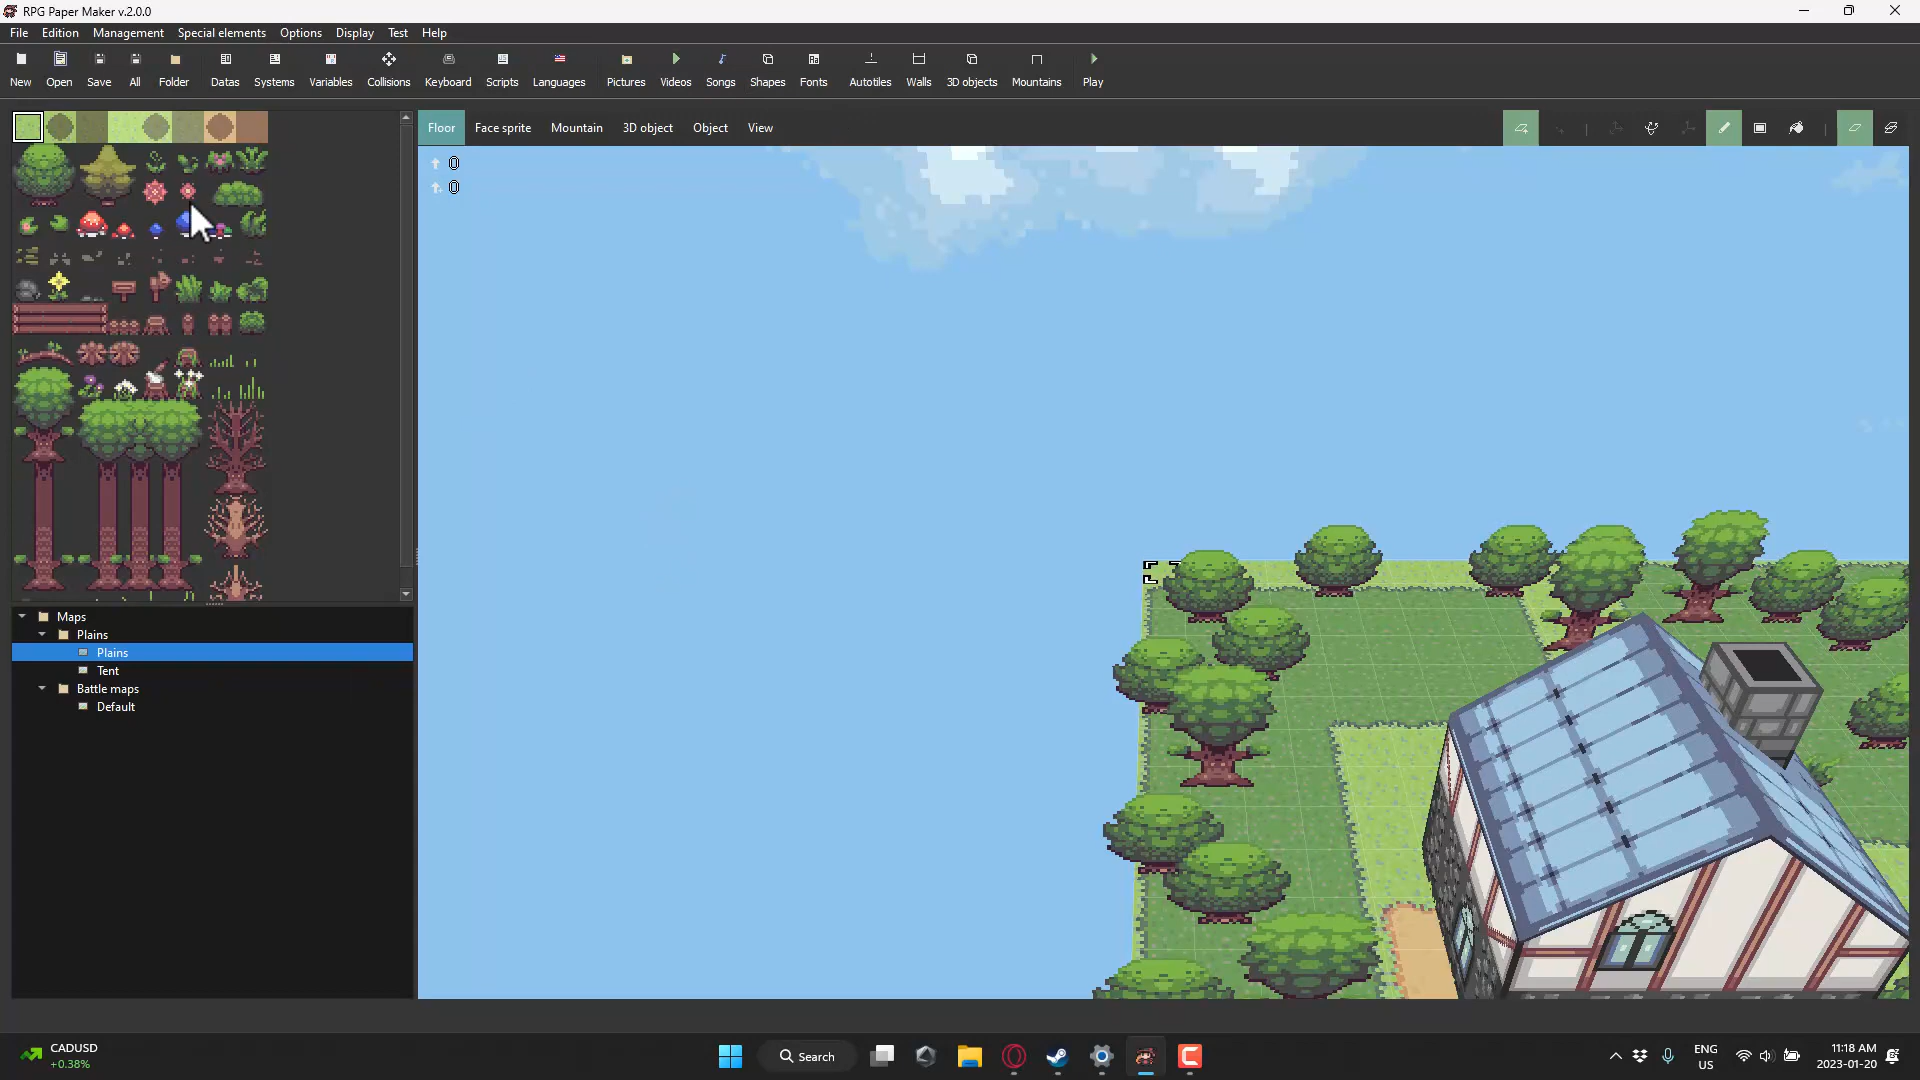 RPG Paper Maker v.2.0.0
File Edition Management Special elements Options Display Test Help
New Open Save All Folder Datas Systems Variables Collisions Keyboard Scripts Languages Pictures Videos Songs Shapes Fonts Autotiles Walls 3D objects Mountains Play
Floor Face sprite Mountain 3D object Object View
0
0
Maps
Plains
Plains
Tent
Battle maps
Default
CADUSD
+0.38%
Search
ENG
US
11:18 AM
2023-01-20